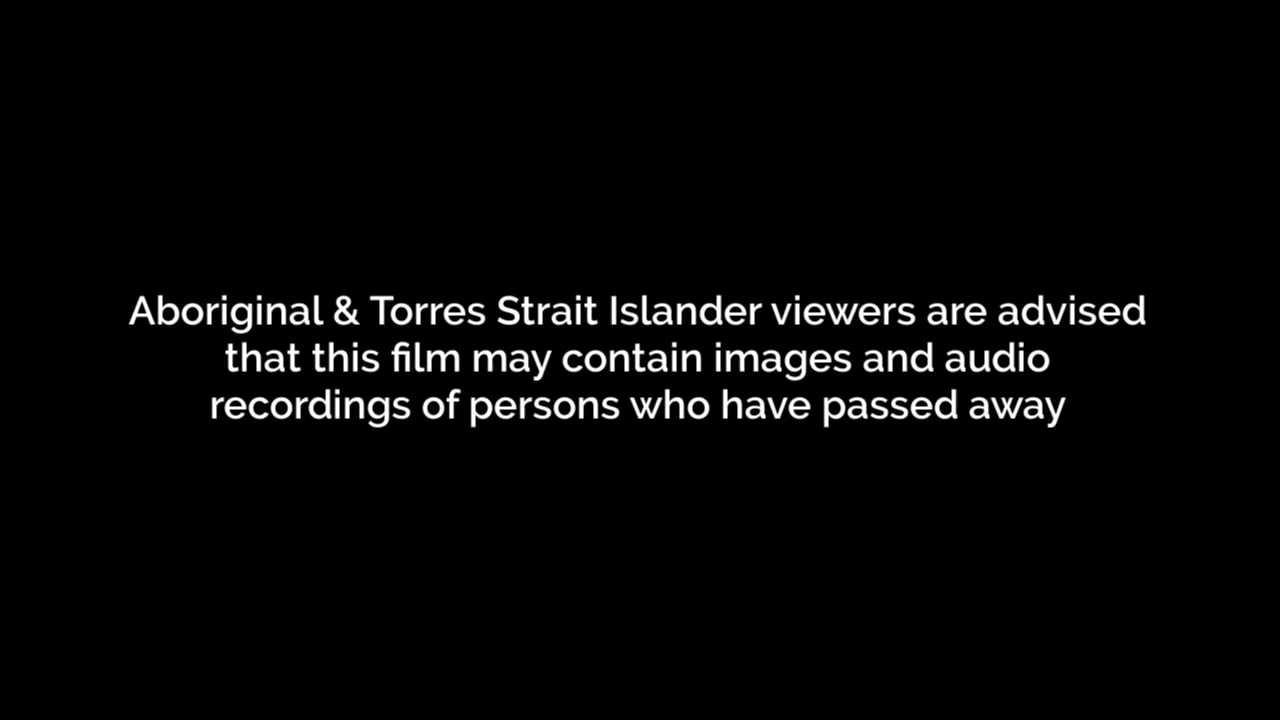 Aboriginal & Torres Strait Islander viewers are advised
that this film may contain images and audio
recordings of persons who have passed away